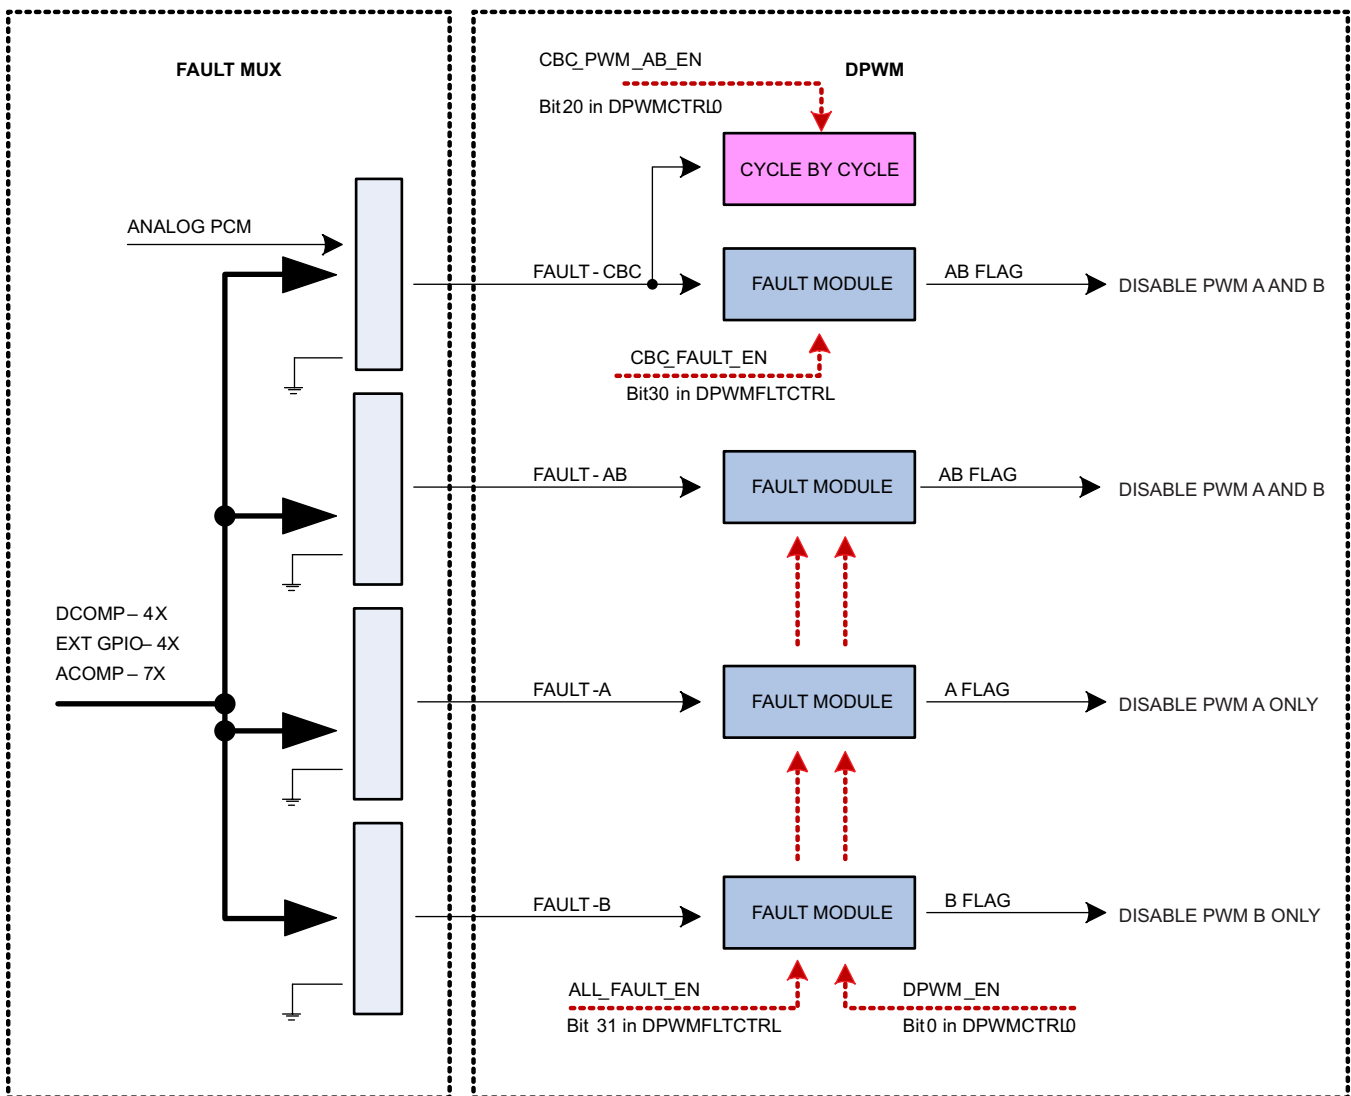 FAULT MUX
DPWM
CBC_PWM_AB_EN
Bit20 in DPWMCTRL0
CYCLE BY CYCLE
ANALOG PCM
FAULT - CBC
FAULT MODULE
AB FLAG
DISABLE PWM A AND B
CBC_FAULT_EN
Bit30 in DPWMFLTCTRL
FAULT - AB
FAULT MODULE
AB FLAG
DISABLE PWM A AND B
DCOMP – 4X
EXT GPIO– 4X
ACOMP – 7X
FAULT -A
FAULT MODULE
A FLAG
DISABLE PWM A ONLY
FAULT -B
FAULT MODULE
B FLAG
DISABLE PWM B ONLY
ALL_FAULT_EN
Bit 31 in DPWMFLTCTRL
DPWM _EN
Bit0 in DPWMCTRL0